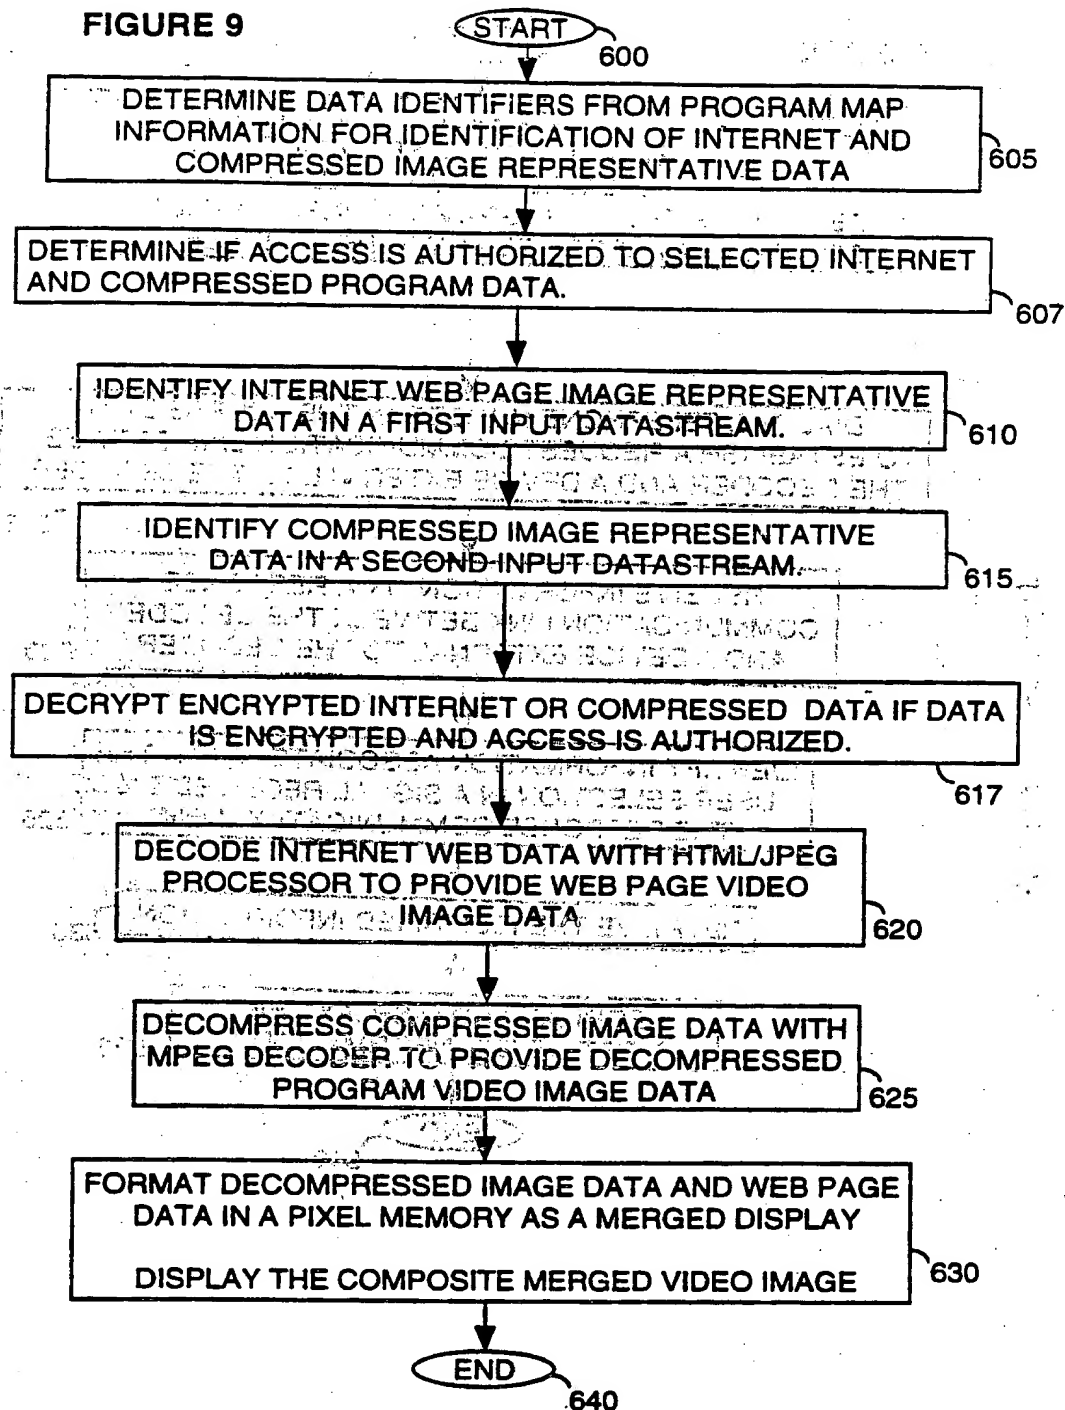 FIGURE 9
START
600
DETERMINE DATA IDENTIFIERS FROM PROGRAM MAP
INFORMATION FOR IDENTIFICATION OF INTERNET AND
COMPRESSED IMAGE REPRESENTATIVE DATA
605
DETERMINE IF ACCESS IS AUTHORIZED TO SELECTED INTERNET
AND COMPRESSED PROGRAM DATA.
607
IDENTIFY INTERNET WEB PAGE IMAGE REPRESENTATIVE
DATA IN A FIRST INPUT DATASTREAM.
610
IDENTIFY COMPRESSED IMAGE REPRESENTATIVE
DATA IN A SECOND INPUT DATASTREAM.
615
DECRYPT ENCRYPTED INTERNET OR COMPRESSED DATA IF DATA
IS ENCRYPTED AND ACCESS IS AUTHORIZED.
617
DECODE INTERNET WEB DATA WITH HTML/JPEG
PROCESSOR TO PROVIDE WEB PAGE VIDEO
IMAGE DATA
620
DECOMPRESS COMPRESSED IMAGE DATA WITH
MPEG DECODER TO PROVIDE DECOMPRESSED
PROGRAM VIDEO IMAGE DATA
625
FORMAT DECOMPRESSED IMAGE DATA AND WEB PAGE
DATA IN A PIXEL MEMORY AS A MERGED DISPLAY
DISPLAY THE COMPOSITE MERGED VIDEO IMAGE
630
END
640